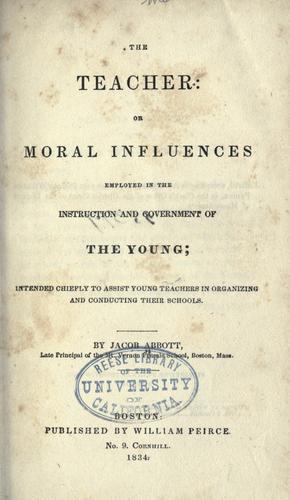 THE
TEACHER:
OR
MORAL INFLUENCES
EMPLOYED IN THE
INSTRUCTION AND GOVERNMENT OF
THE YOUNG;
INTENDED CHIEFLY TO ASSIST YOUNG TEACHERS IN ORGANIZING
AND CONDUCTING THEIR SCHOOLS.
BY JACOB ABBOTT,
Late Principal of the Mt. Vernon Female School, Boston, Mass.
REESE LIBRARY
OF THE
UNIVERSITY
OF CALIFORNIA.
BOSTON:
PUBLISHED BY WILLIAM PEIRCE.
No. 9. CORNHILL.
1834.